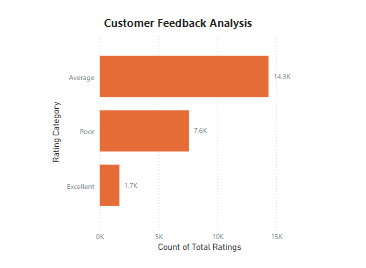 Customer Feedback Analysis
Rating Category
Average
14.3K
Poor
7.6K
Excellent
1.7K
0K
5K
10K
15K
Count of Total Ratings